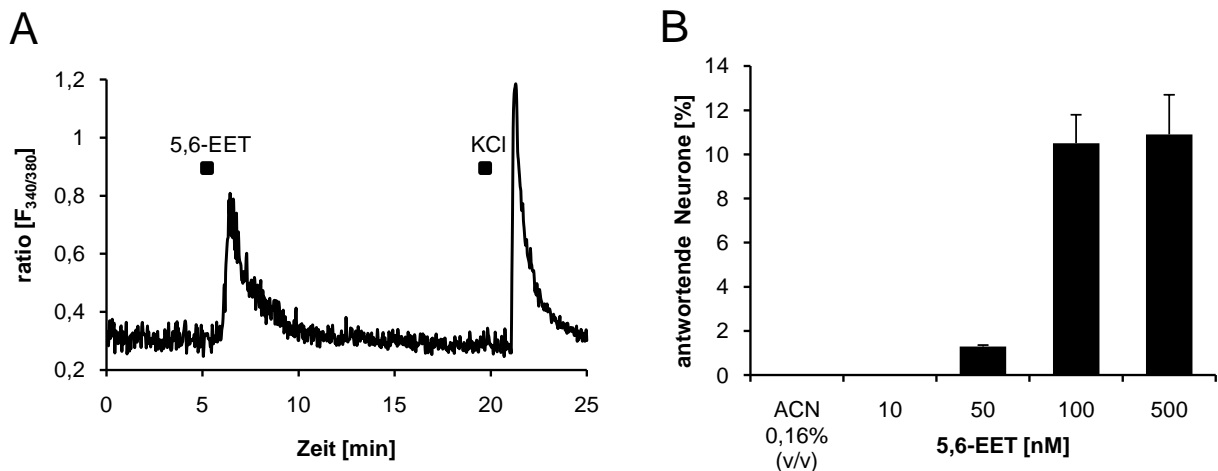 A
ratio [F340/380]
1,2
1
0,8
0,6
0,4
0,2
5,6-EET
KCl
0
5
10
15
20
25
Zeit [min]
B
antwortende Neurone [%]
14
12
10
8
6
4
2
0
ACN
0,16%
(v/v)
10
50
100
500
5,6-EET [nM]